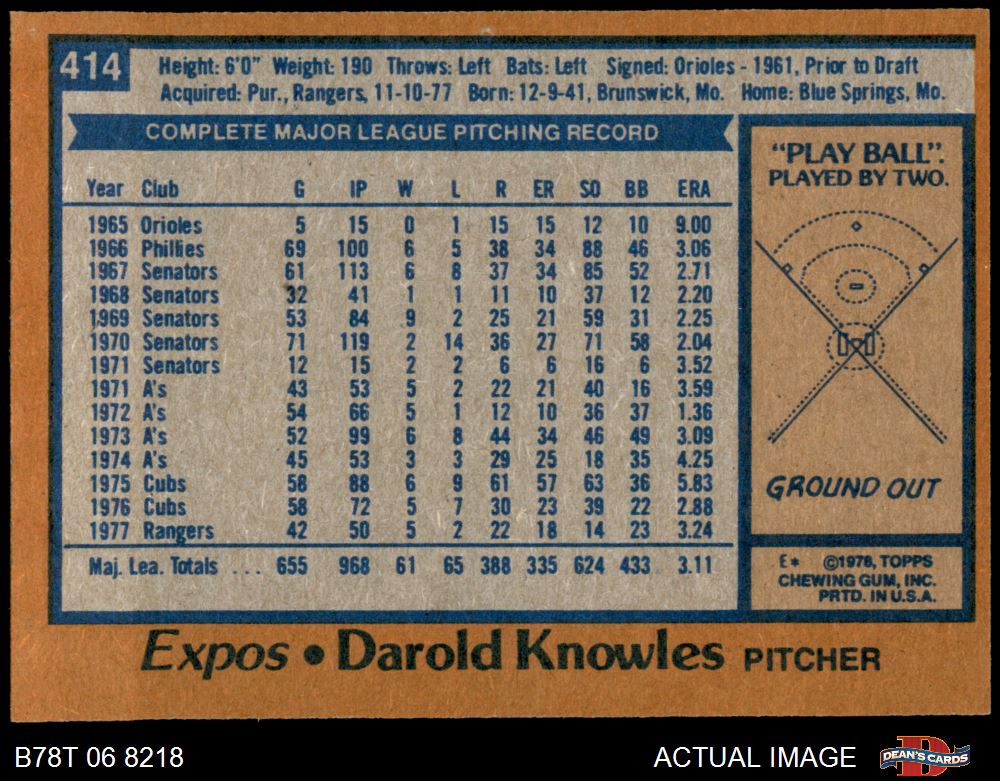 414
Height: 6'0" Weight: 190 Throws: Left Bats: Left Signed: Orioles - 1961, Prior to Draft
Acquired: Pur., Rangers, 11-10-77 Born: 12-9-41, Brunswick, Mo. Home: Blue Springs, Mo.
COMPLETE MAJOR LEAGUE PITCHING RECORD
Year Club G IP W L R ER SO BB ERA
1965 Orioles 5 15 0 1 15 15 12 10 9.00
1966 Phillies 69 100 6 5 38 34 88 46 3.06
1967 Senators 61 113 6 8 37 34 85 52 2.71
1968 Senators 32 41 1 1 11 10 37 12 2.20
1969 Senators 53 84 9 2 25 21 59 31 2.25
1970 Senators 71 119 2 14 36 27 71 58 2.04
1971 Senators 12 15 2 2 6 6 16 6 3.52
1971 A's 43 53 5 2 22 21 40 16 3.59
1972 A's 54 66 5 1 12 10 36 37 1.36
1973 A's 52 99 6 8 44 34 46 49 3.09
1974 A's 45 53 3 3 29 25 18 35 4.25
1975 Cubs 58 88 6 9 61 57 63 36 5.83
1976 Cubs 58 72 5 7 30 23 39 22 2.88
1977 Rangers 42 50 5 2 22 18 14 23 3.24
Maj. Lea. Totals ... 655 968 61 65 388 335 624 433 3.11
"PLAY BALL".
PLAYED BY TWO.
GROUND OUT
E* ©1978, TOPPS
CHEWING GUM, INC.
PRTD. IN U.S.A.
Expos • Darold Knowles PITCHER
B78T 06 8218
ACTUAL IMAGE
DEAN'S CARDS